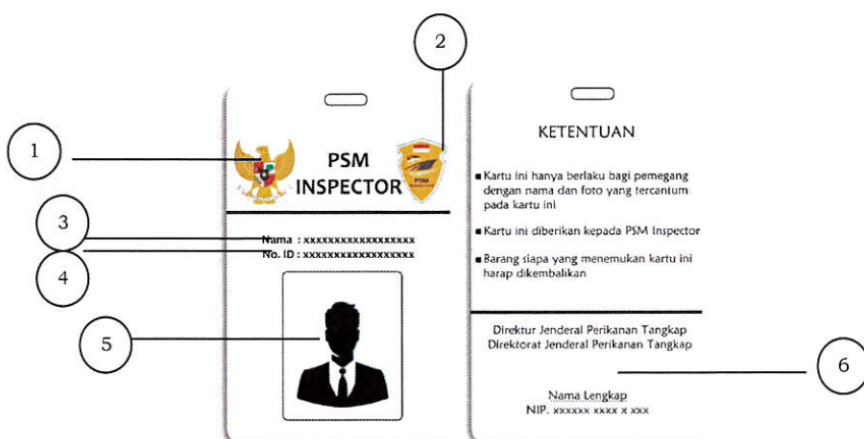 2
1
PSM
INSPECTOR
PSM
3
Nama : xxxxxxxxxxxxxxxxxx
No. ID : xxxxxxxxxxxxxxxxxx
4
5
KETENTUAN
▪ Kartu ini hanya berlaku bagi pemegang
dengan nama dan foto yang tercantum
pada kartu ini
▪ Kartu ini diberikan kepada PSM Inspector
▪ Barang siapa yang menemukan kartu ini
harap dikembalikan
Direktur Jenderal Perikanan Tangkap
Direktorat Jenderal Perikanan Tangkap
6
Nama Lengkap
NIP. xxxxxx xxxx x xxx